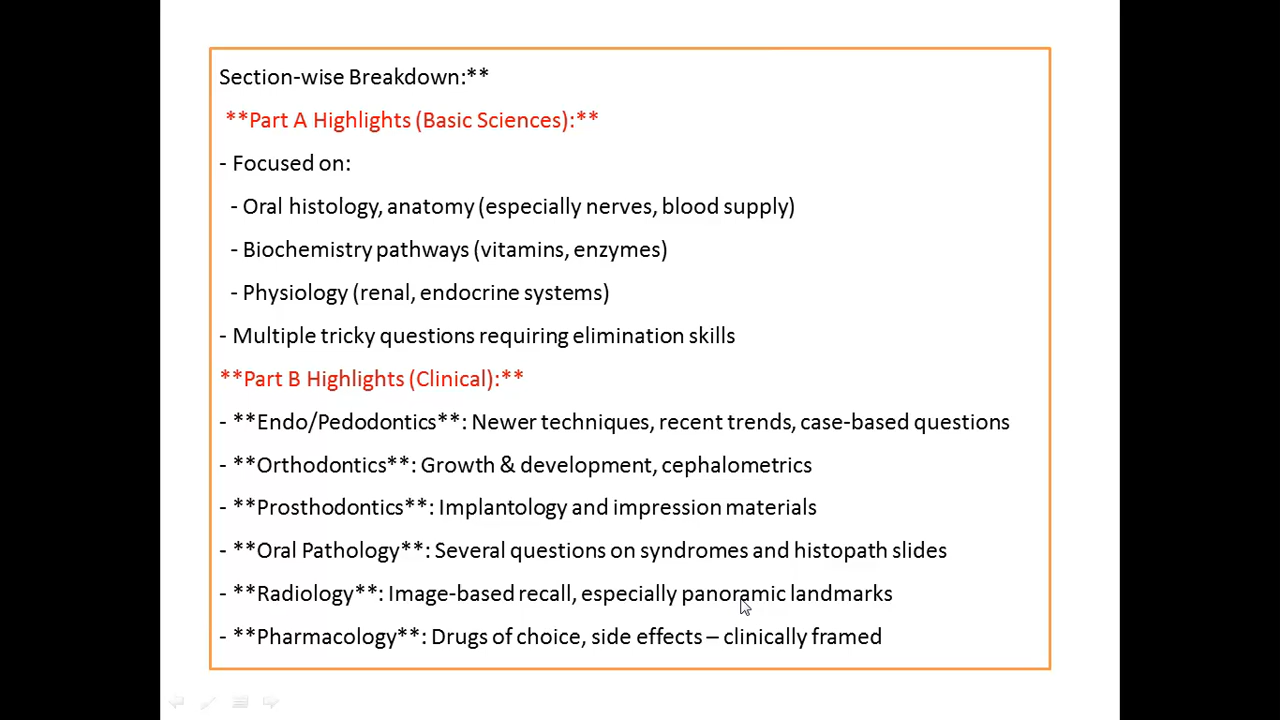 Section-wise Breakdown:**
**Part A Highlights (Basic Sciences):**
- Focused on:
- Oral histology, anatomy (especially nerves, blood supply)
- Biochemistry pathways (vitamins, enzymes)
- Physiology (renal, endocrine systems)
- Multiple tricky questions requiring elimination skills
**Part B Highlights (Clinical):**
- **Endo/Pedodontics**: Newer techniques, recent trends, case-based questions
- **Orthodontics**: Growth & development, cephalometrics
- **Prosthodontics**: Implantology and impression materials
- **Oral Pathology**: Several questions on syndromes and histopath slides
- **Radiology**: Image-based recall, especially panoramic landmarks
- **Pharmacology**: Drugs of choice, side effects – clinically framed